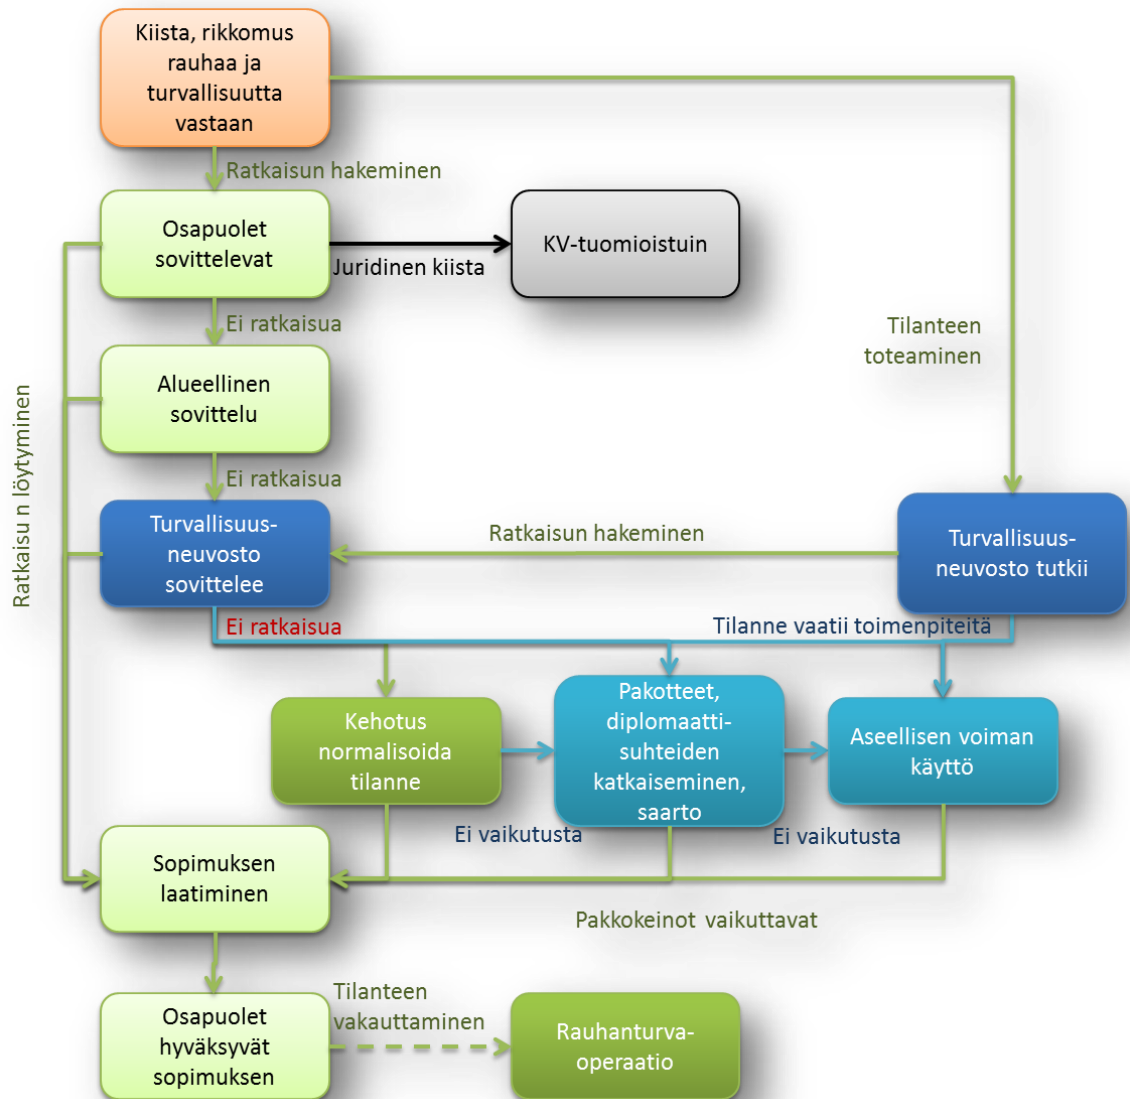 Kiista, rikkomus
rauhaa ja
turvallisuutta
vastaan
Ratkaisun hakeminen
Osapuolet
sovittelevat
Juridinen kiista
KV-tuomioistuin
Ei ratkaisua
Tilanteen
toteaminen
Alueellinen
sovittelu
Ratkaisu n löytyminen
Ei ratkaisua
Turvallisuus-
neuvosto
sovittelee
Ratkaisun hakeminen
Turvallisuus-
neuvosto tutkii
Ei ratkaisua
Tilanne vaatii toimenpiteitä
Kehotus
normalisoida
tilanne
Pakotteet,
diplomaatti-
suhteiden
katkaiseminen,
saarto
Aseellisen voiman
käyttö
Ei vaikutusta
Ei vaikutusta
Sopimuksen
laatiminen
Pakkokeinot vaikuttavat
Osapuolet
hyväksyvät
sopimuksen
Tilanteen
vakauttaminen
Rauhanturva-
operaatio